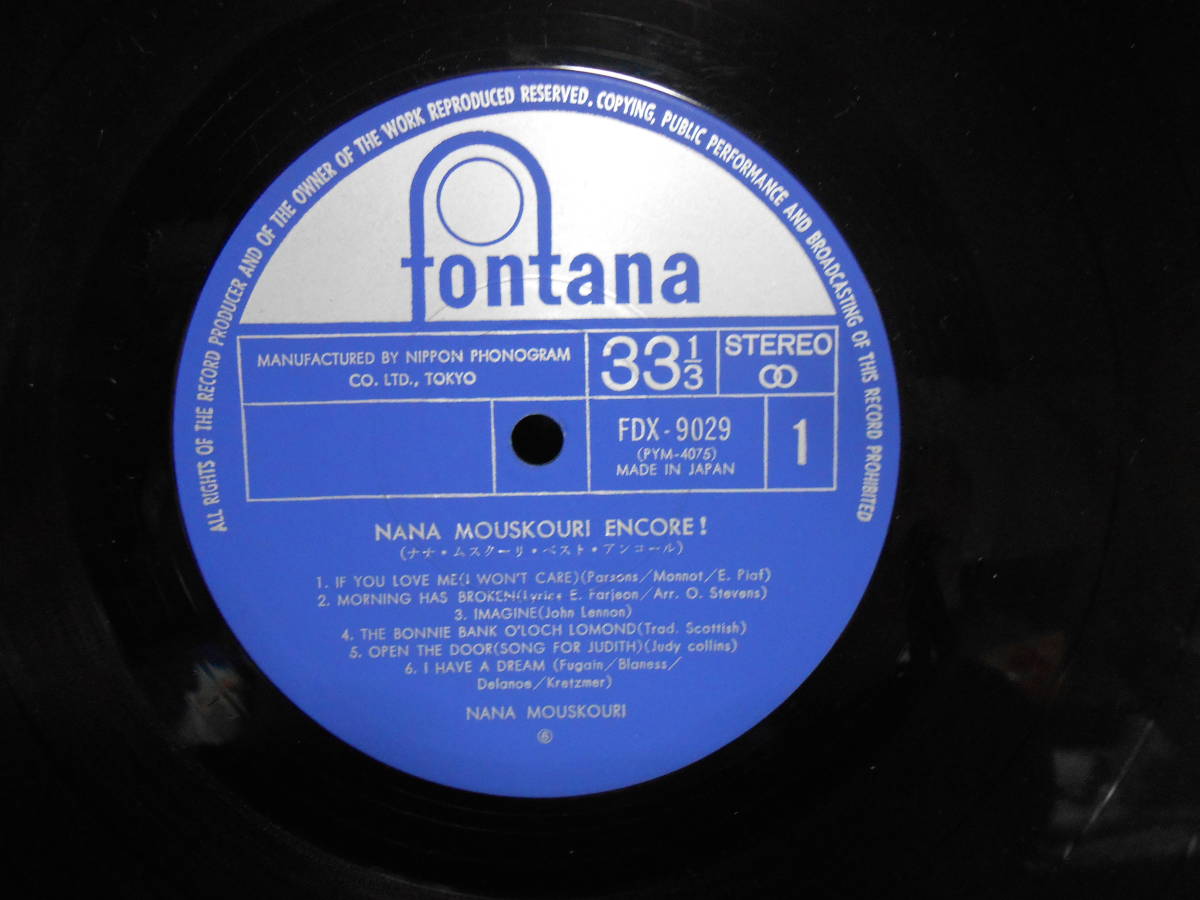 ALL RIGHTS OF THE RECORD PRODUCER AND OF THE OWNER OF THE WORK REPRODUCED RESERVED. COPYING, PUBLIC PERFORMANCE AND BROADCASTING OF THIS RECORD PROHIBITED
fontana
MANUFACTURED BY NIPPON PHONOGRAM
CO. LTD., TOKYO
33 1/3
STEREO
FDX-9029
(PYM-4075)
MADE IN JAPAN
1
NANA MOUSKOURI ENCORE!
(ナナ・ムスクーリ・ベスト・アンコール)
1. IF YOU LOVE ME(I WON'T CARE)(Parsons/Monnot/E. Piaf)
2. MORNING HAS BROKEN(Lyrics E. Farjeon/Arr. O. Stevens)
3. IMAGINE(John Lennon)
4. THE BONNIE BANK O'LOCH LOMOND(Trad. Scottish)
5. OPEN THE DOOR(SONG FOR JUDITH)(Judy collins)
6. I HAVE A DREAM (Fugain/Blaness/
Delanoe/Kretzmer)
NANA MOUSKOURI
⑥